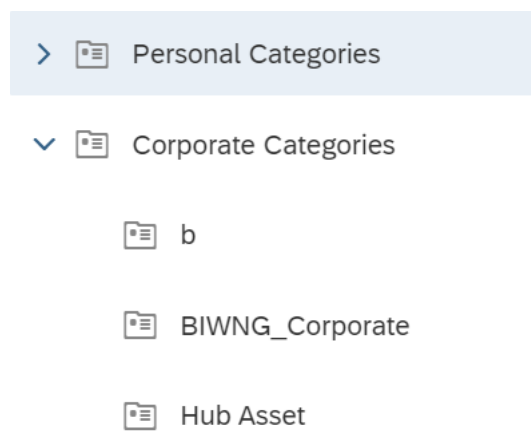 Personal Categories
Corporate Categories
b
BIWNG_Corporate
Hub Asset